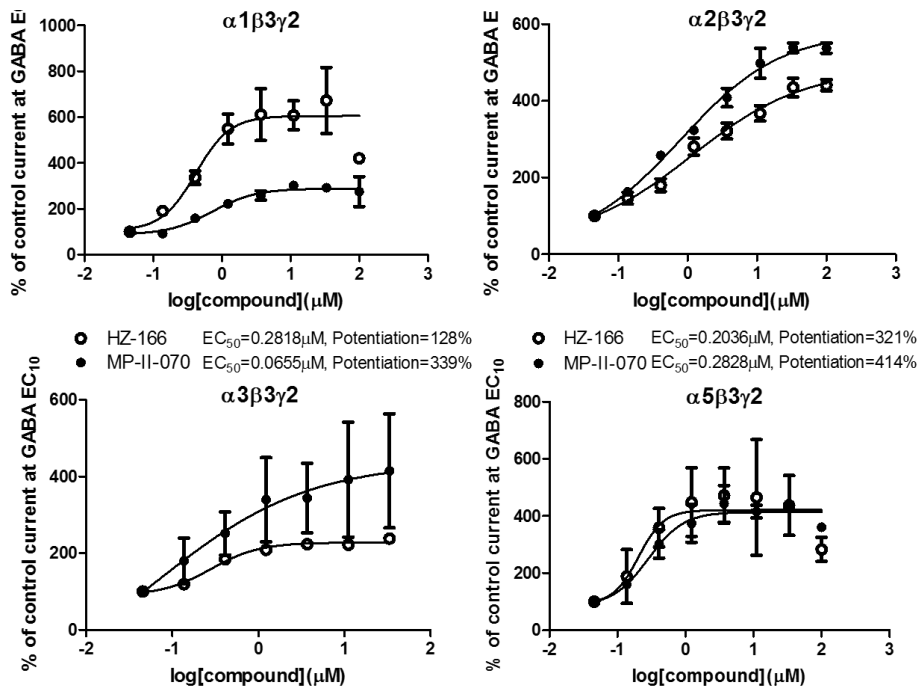 α1β3γ2
% of control current at GABA E
1000
800
600
400
200
0
-2
-1
0
1
2
3
log[compound](μM)
α2β3γ2
% of control current at GABA E
600
400
200
0
-2
-1
0
1
2
3
log[compound](μM)
HZ-166 EC50=0.2818μM, Potentiation=128%
MP-II-070 EC50=0.0655μM, Potentiation=339%
HZ-166 EC50=0.2036μM, Potentiation=321%
MP-II-070 EC50=0.2828μM, Potentiation=414%
α3β3γ2
% of control current at GABA EC10
600
400
200
0
-2
-1
0
1
2
log[compound](μM)
α5β3γ2
% of control current at GABA EC10
800
600
400
200
0
-2
-1
0
1
2
3
log[compound](μM)